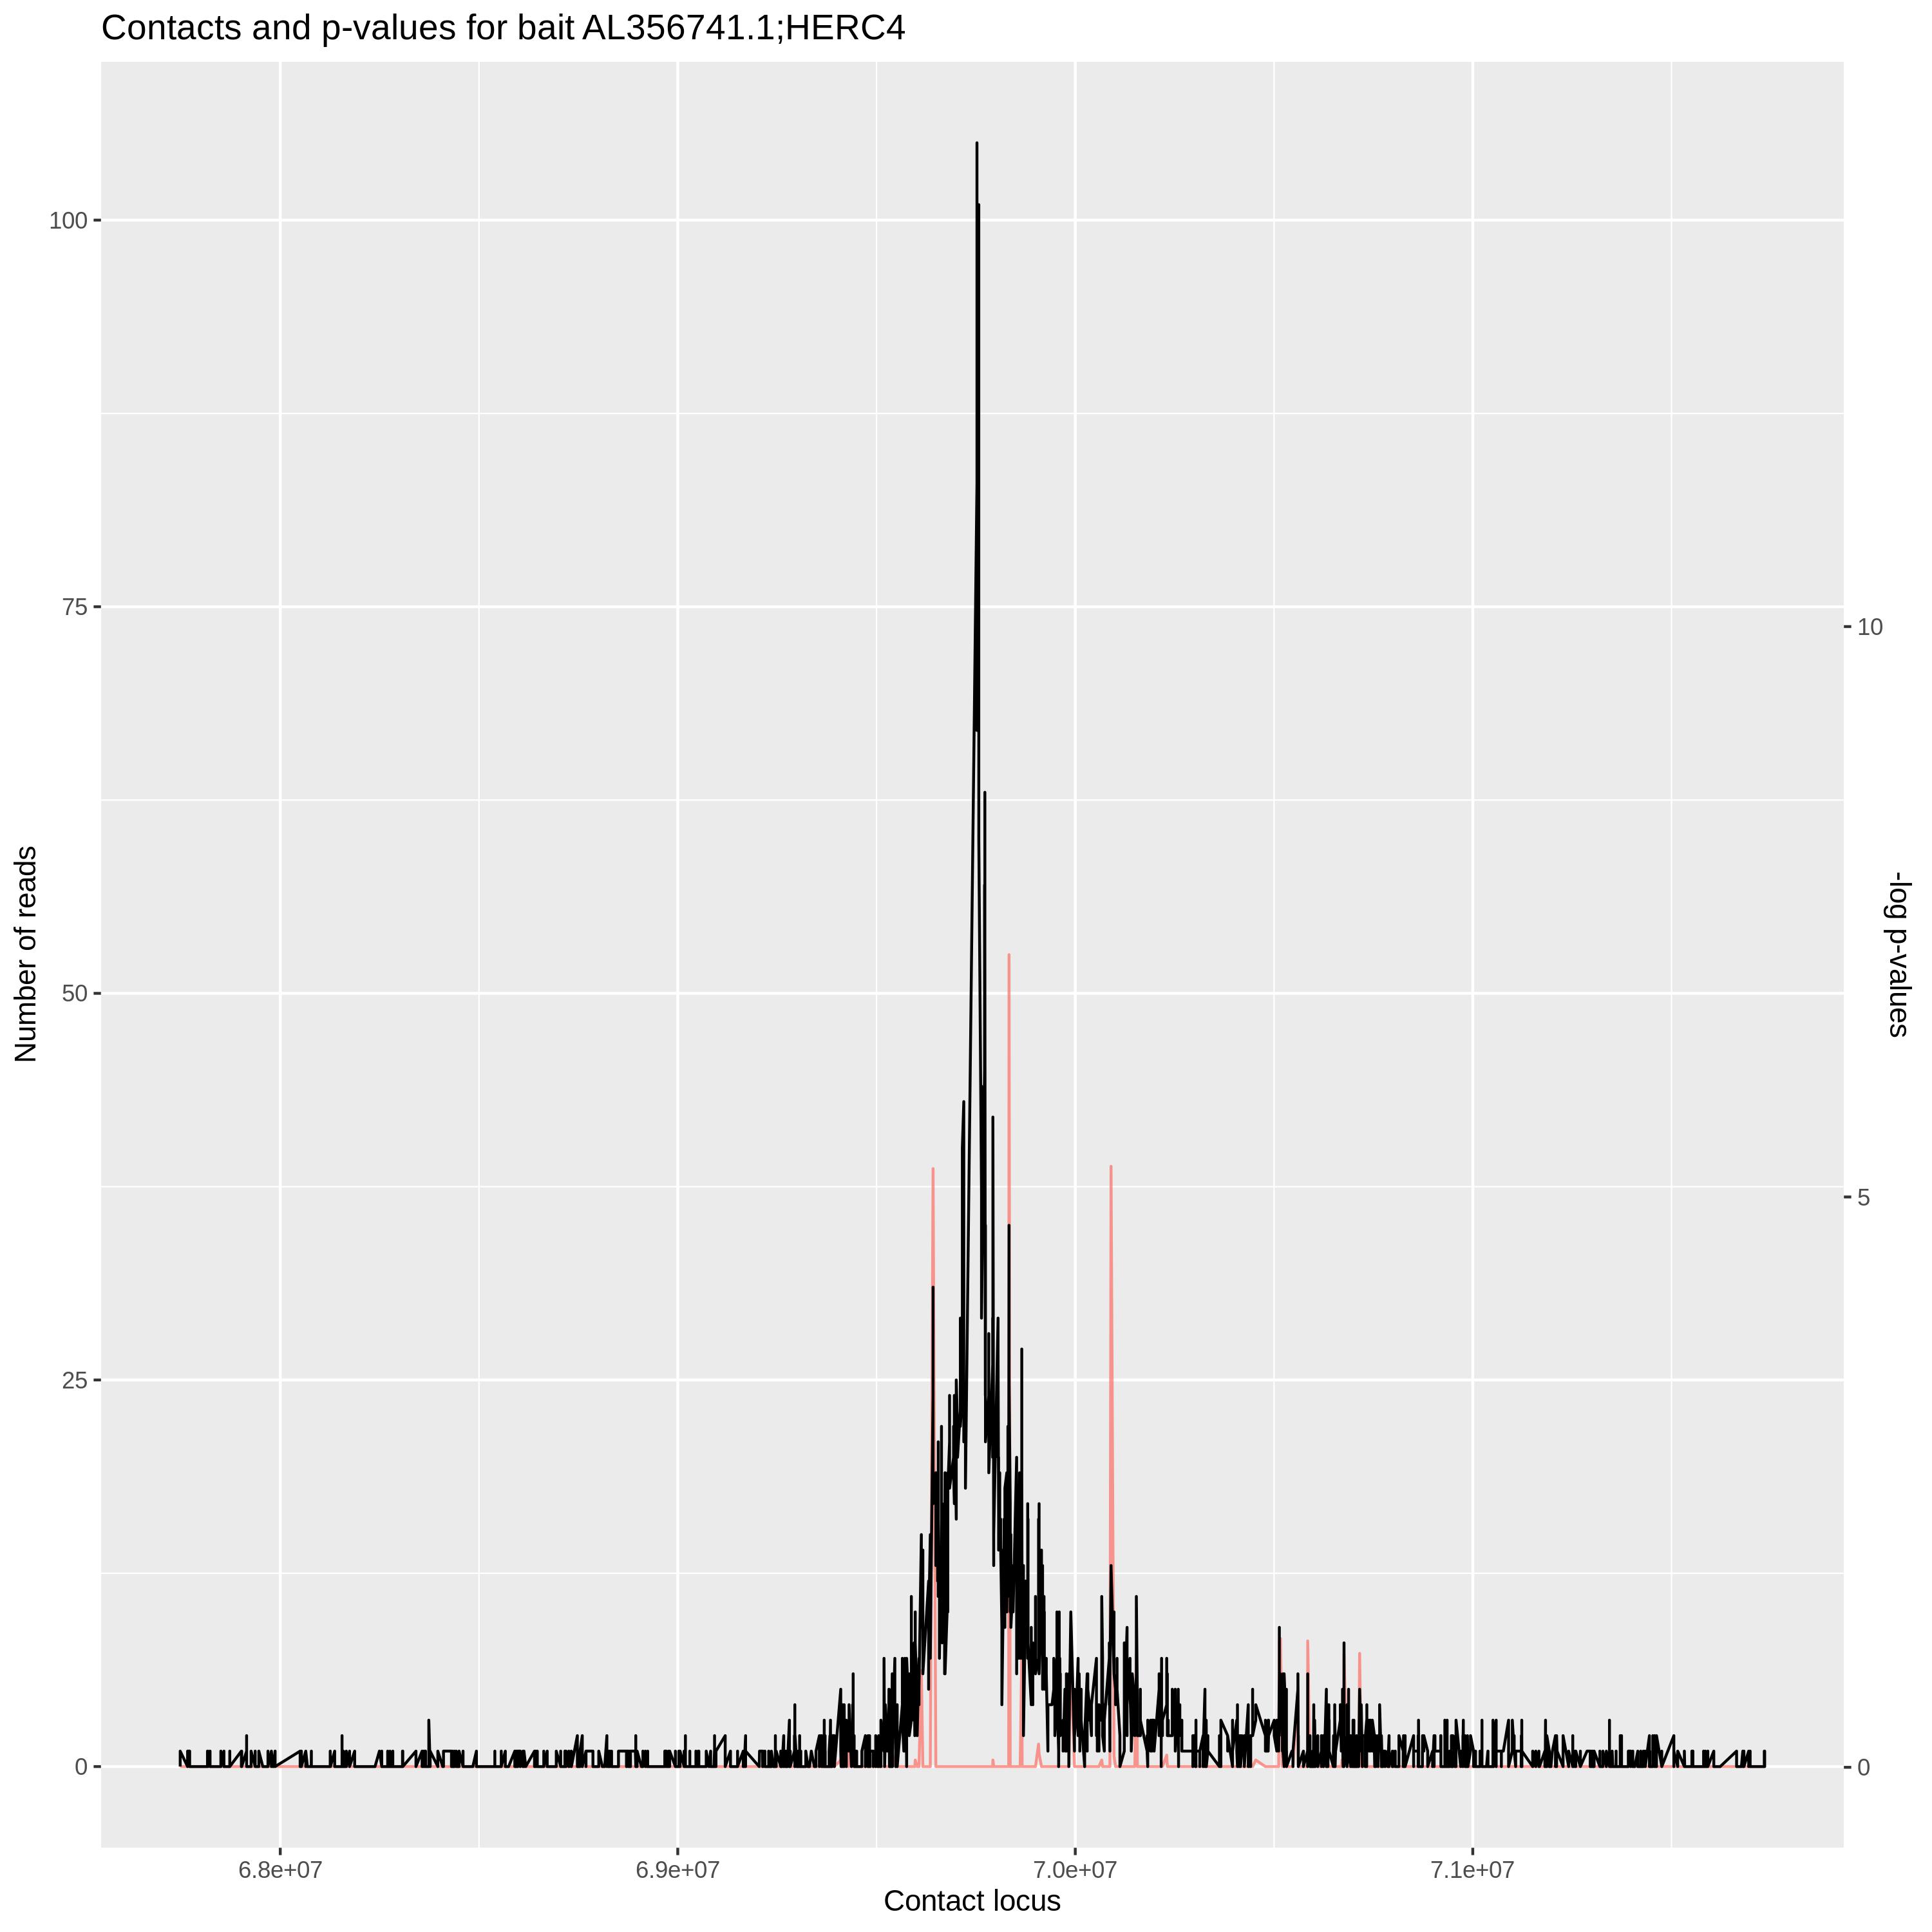 Contacts and p-values for bait AL356741.1;HERC4
100
75
50
25
0
Number of reads
10
5
0
-log p-values
6.8e+07 6.9e+07 7.0e+07 7.1e+07
Contact locus